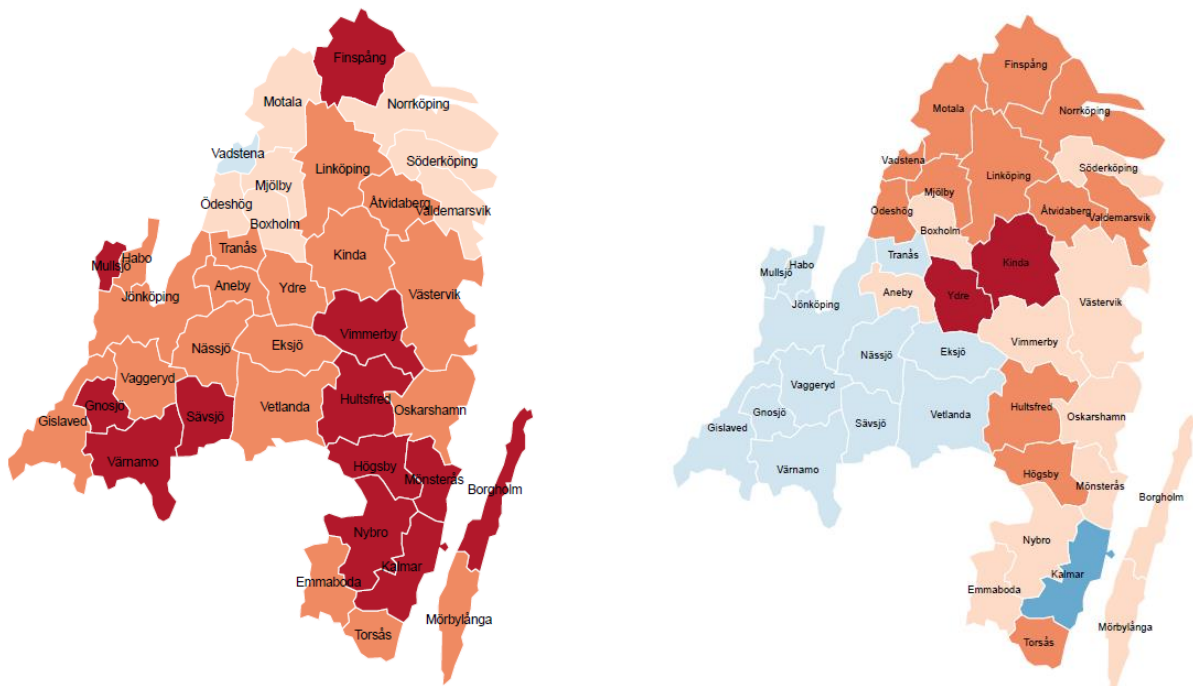 Finspång
Motala
Norrköping
Vadstena
Linköping
Söderköping
Mjölby
Ödeshög
Åtvidaberg
Valdemarsvik
Boxholm
Tranås
Kinda
Habo
Mullsjö
Aneby
Ydre
Västervik
Jönköping
Vimmerby
Nässjö
Eksjö
Vaggeryd
Hultsfred
Gnosjö
Vetlanda
Oskarshamn
Gislaved
Sävsjö
Värnamo
Högsby
Mönsterås
Borgholm
Nybro
Kalmar
Emmaboda
Mörbylånga
Torsås
Finspång
Motala
Norrköping
Linköping
Vadstena
Söderköping
Mjölby
Ödeshög
Åtvidaberg
Valdemarsvik
Boxholm
Tranås
Kinda
Habo
Mullsjö
Aneby
Ydre
Jönköping
Västervik
Vimmerby
Eksjö
Nässjö
Vaggeryd
Hultsfred
Gnosjö
Vetlanda
Oskarshamn
Gislaved
Sävsjö
Värnamo
Högsby
Mönsterås
Borgholm
Nybro
Kalmar
Emmaboda
Mörbylånga
Torsås